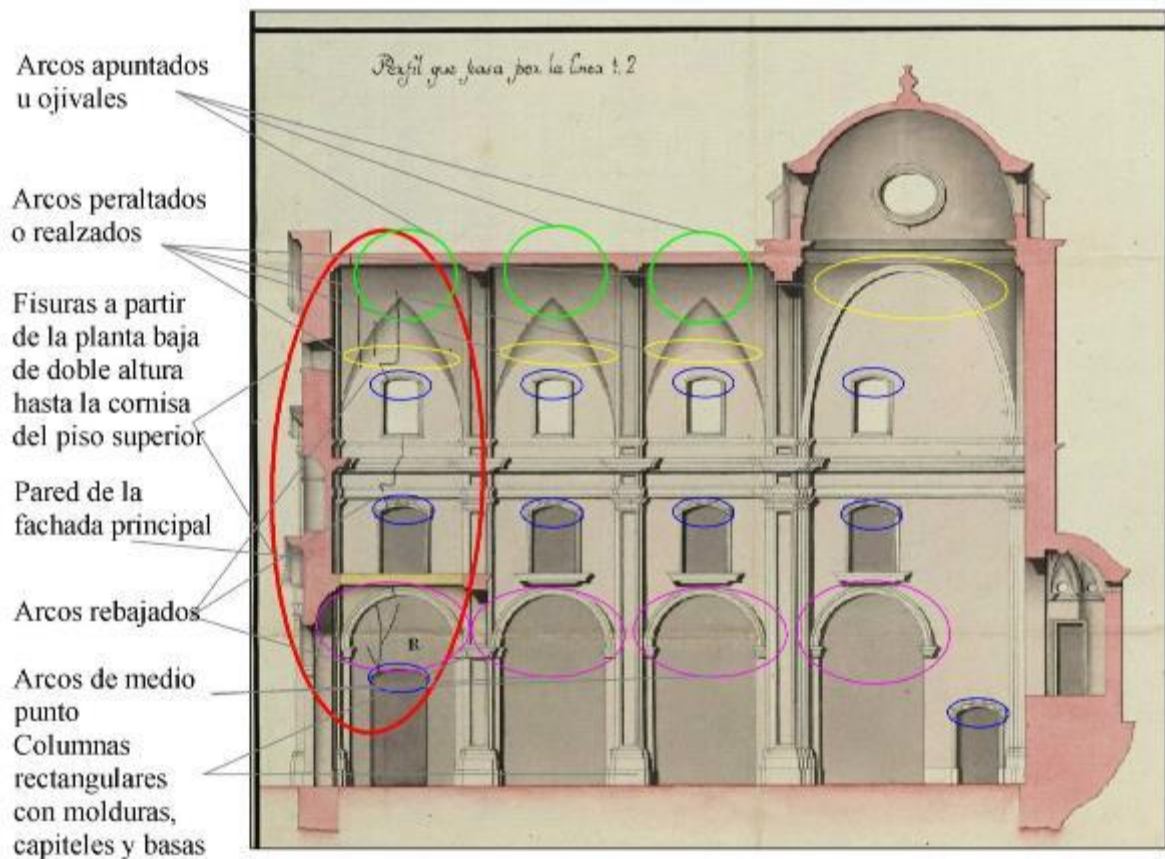 Perfil que pasa por la linea 1. 2
Arcos apuntados
u ojivales
Arcos peraltados
o realzados
Fisuras a partir
de la planta baja
de doble altura
hasta la cornisa
del piso superior
Pared de la
fachada principal
Arcos rebajados
Arcos de medio
punto
Columnas
rectangulares
con molduras,
capiteles y basas
R